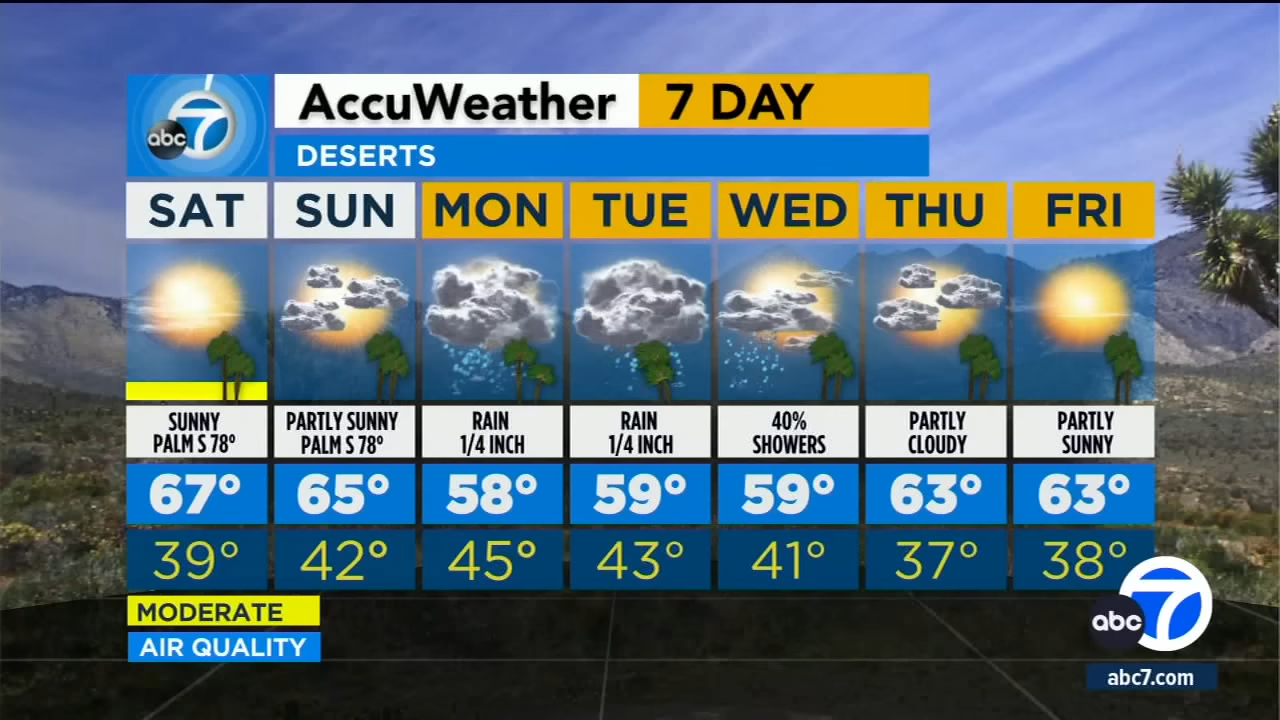 abc 7
AccuWeather 7 DAY
DESERTS
SAT SUN MON TUE WED THU FRI
SUNNY PARTLY SUNNY RAIN RAIN 40% PARTLY PARTLY
PALM S 78° PALM S 78° 1/4 INCH 1/4 INCH SHOWERS CLOUDY SUNNY
67° 65° 58° 59° 59° 63° 63°
39° 42° 45° 43° 41° 37° 38°
MODERATE
AIR QUALITY
abc 7
abc7.com